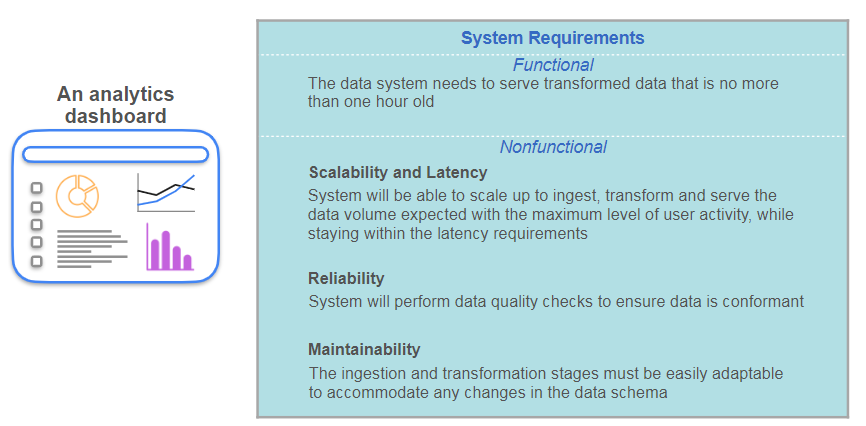 An analytics
dashboard
System Requirements
Functional
The data system needs to serve transformed data that is no more
than one hour old
Nonfunctional
Scalability and Latency
System will be able to scale up to ingest, transform and serve the
data volume expected with the maximum level of user activity, while
staying within the latency requirements
Reliability
System will perform data quality checks to ensure data is conformant
Maintainability
The ingestion and transformation stages must be easily adaptable
to accommodate any changes in the data schema